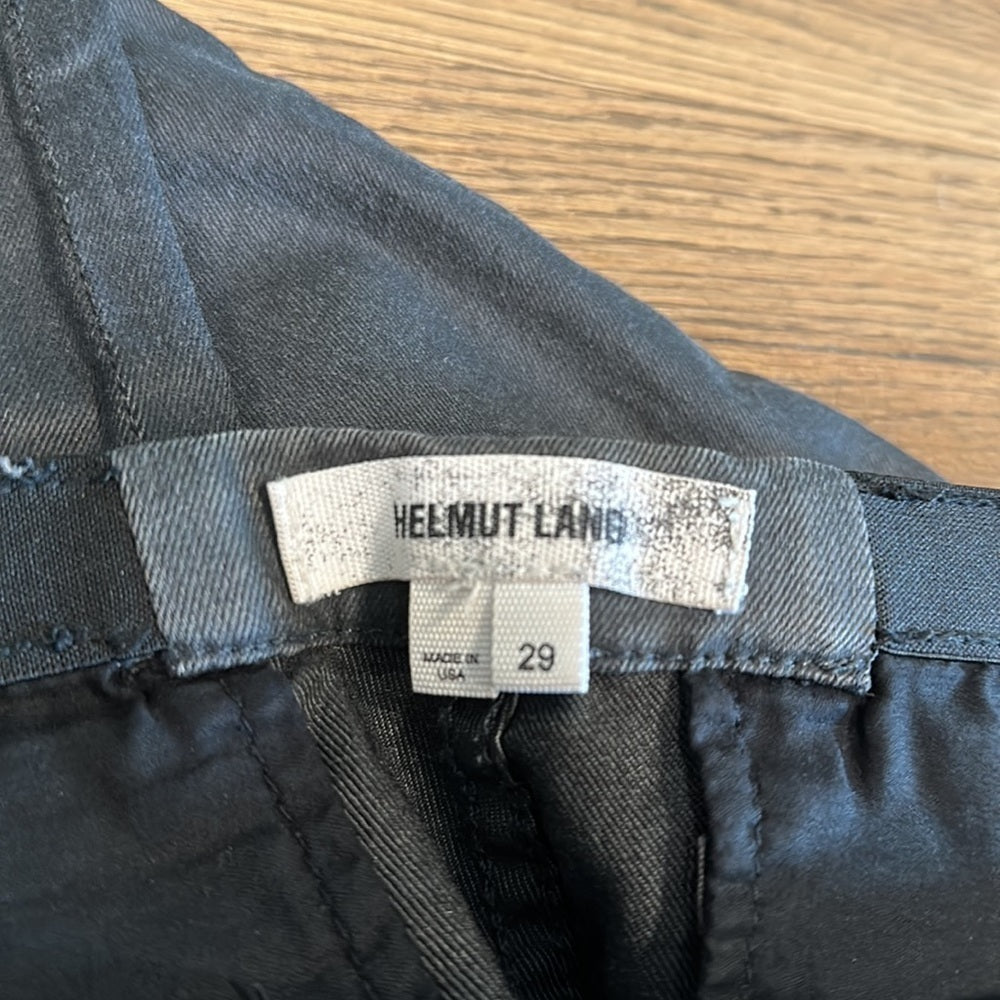 HELMUT LANG
MADE IN
USA
29